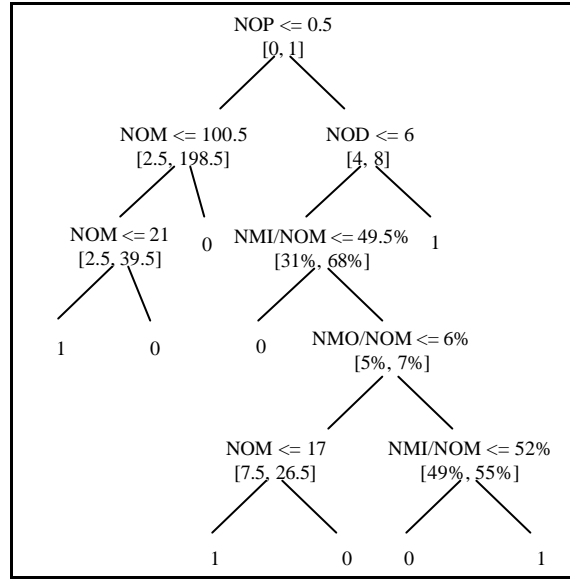 NOP <= 0.5
[0, 1]
NOM <= 100.5
[2.5, 198.5]
NOD <= 6
[4, 8]
NOM <= 21
[2.5, 39.5]
0
NMI/NOM <= 49.5%
[31%, 68%]
1
1
0
0
NMO/NOM <= 6%
[5%, 7%]
NOM <= 17
[7.5, 26.5]
NMI/NOM <= 52%
[49%, 55%]
1
0
0
1